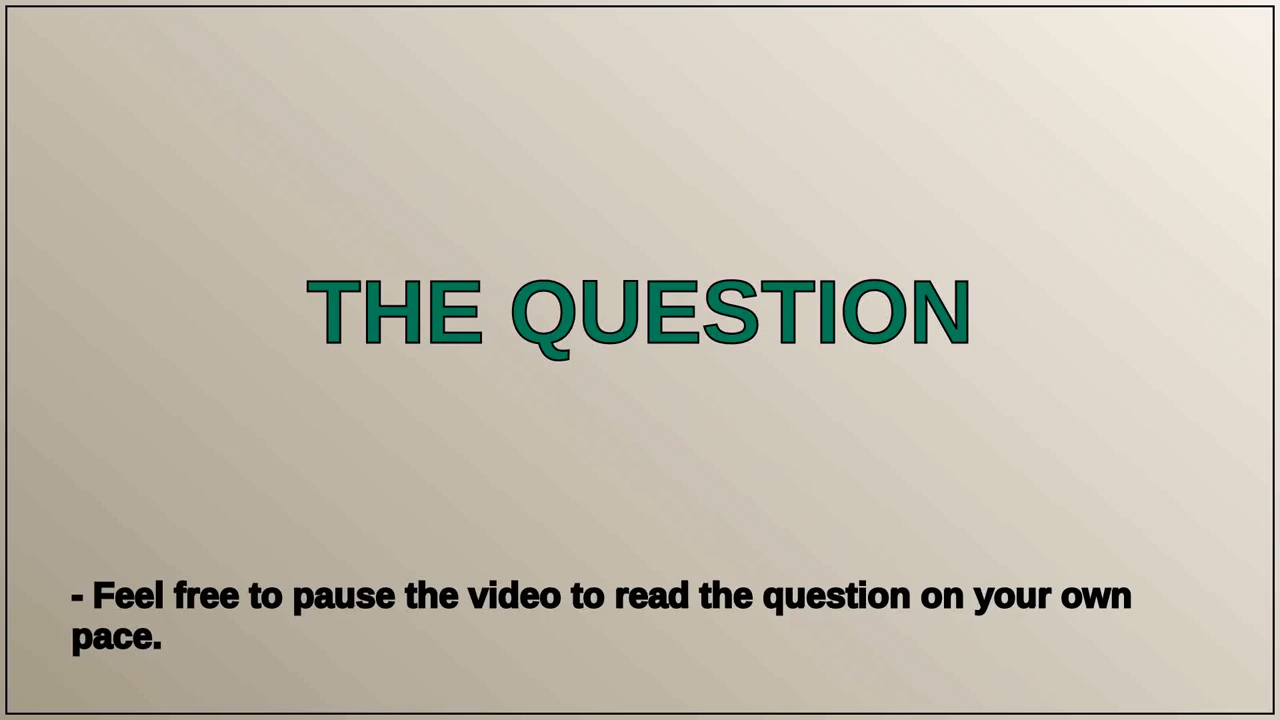 THE QUESTION
- Feel free to pause the video to read the question on your own
pace.